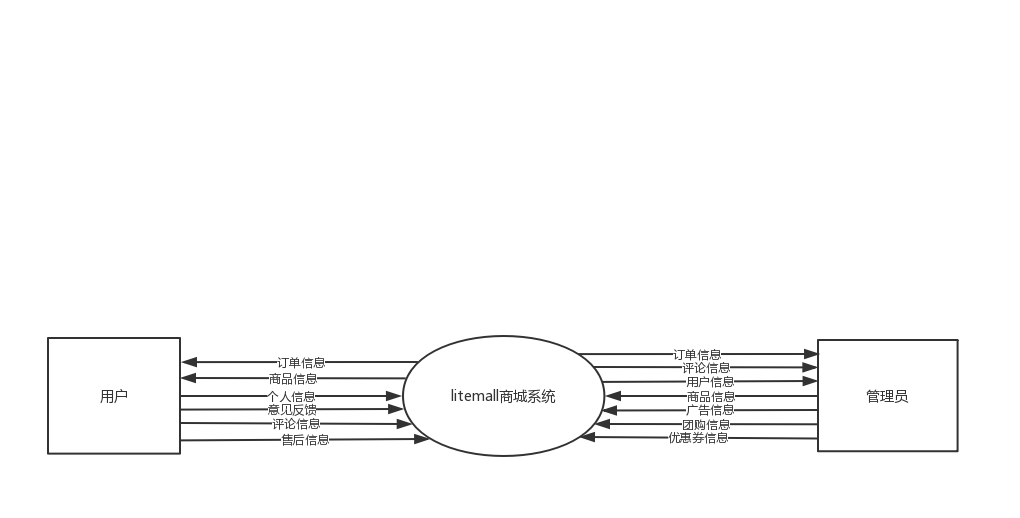 用户
订单信息
商品信息
个人信息
意见反馈
评论信息
售后信息
litemall商城系统
订单信息
评论信息
用户信息
商品信息
广告信息
团购信息
优惠券信息
管理员